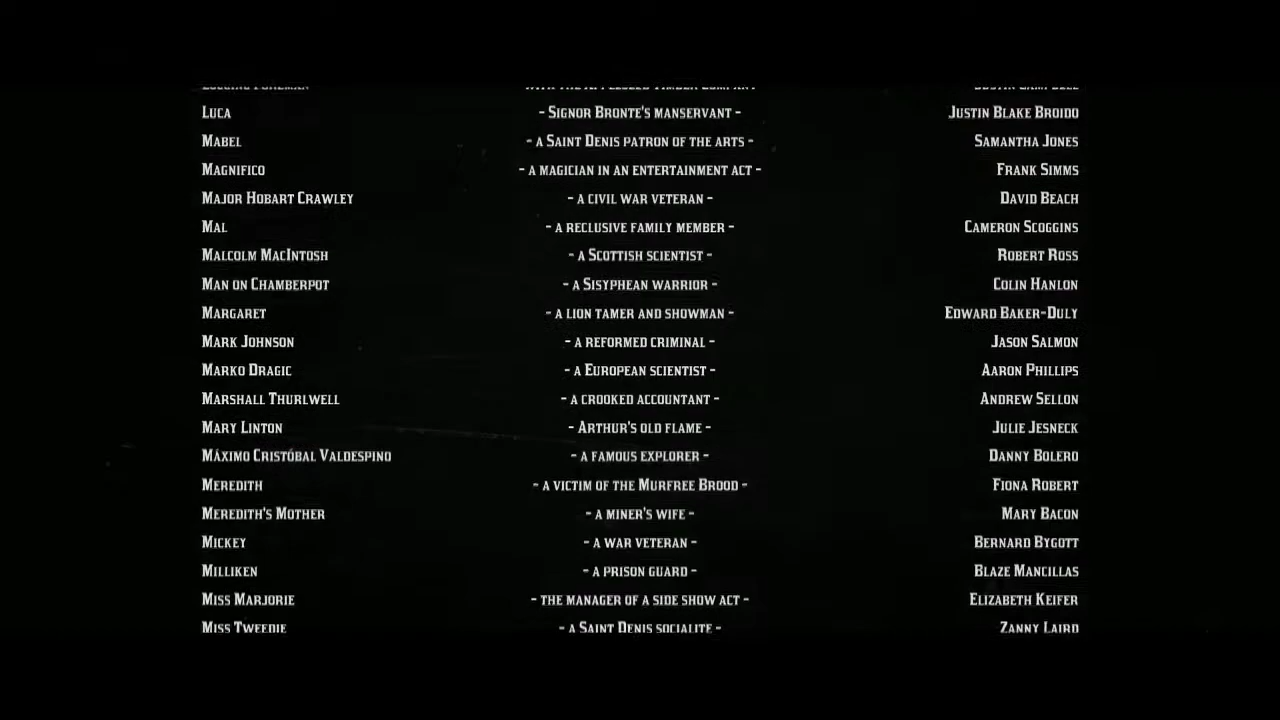 Luca - Signor Bronte's manservant - Justin Blake Broido
Mabel - a Saint Denis patron of the arts - Samantha Jones
Magnifico - a magician in an entertainment act - Frank Simms
Major Hobart Crawley - a civil war veteran - David Beach
Mal - a reclusive family member - Cameron Scoggins
Malcolm MacIntosh - a Scottish scientist - Robert Ross
Man on Chamberpot - a Sisyphean warrior - Colin Hanlon
Margaret - a lion tamer and showman - Edward Baker-Duly
Mark Johnson - a reformed criminal - Jason Salmon
Marko Dragic - a European scientist - Aaron Phillips
Marshall Thurlwell - a crooked accountant - Andrew Sellon
Mary Linton - Arthur's old flame - Julie Jesneck
Máximo Cristóbal Valdespino - a famous explorer - Danny Bolero
Meredith - a victim of the Murfree Brood - Fiona Robert
Meredith's Mother - a miner's wife - Mary Bacon
Mickey - a war veteran - Bernard Bygott
Milliken - a prison guard - Blaze Mancillas
Miss Marjorie - the manager of a side show act - Elizabeth Keifer
Miss Tweedie - a Saint Denis socialite - Zanny Laird